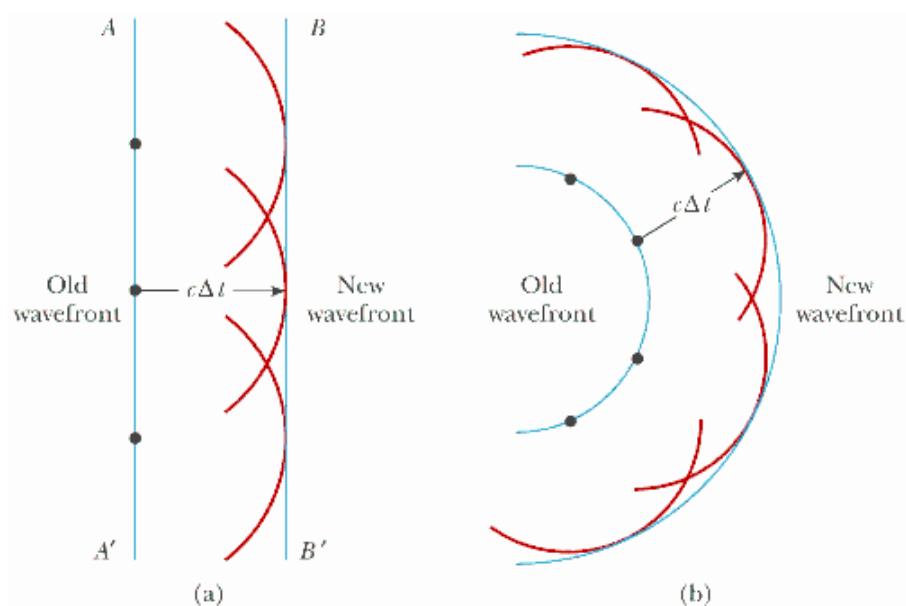 A
B
Old
wavefront
cΔt
New
wavefront
A′
B′
(a)
Old
wavefront
cΔt
New
wavefront
(b)